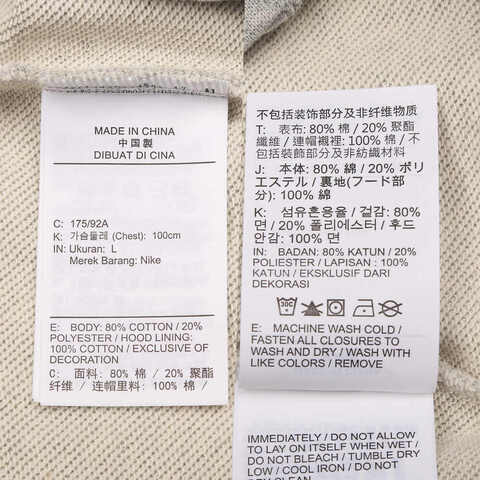 MADE IN CHINA
中国製
DIBUAT DI CINA
C: 175/92A
K: 가슴둘레 (Chest): 100cm
IN: Ukuran: L
Merek Barang: Nike
E: BODY: 80% COTTON / 20%
POLYESTER / HOOD LINING:
100% COTTON / EXCLUSIVE OF
DECORATION
C: 面料: 80% 棉 / 20% 聚酯
纤维 / 连帽里料: 100% 棉 /
不包括装饰部分及非纤维物质
T: 表布: 80% 棉 / 20% 聚酯
纖維 / 連帽襯裡: 100% 棉 /
不包括裝飾部分及非紡織材料
J: 本体: 80% 綿 / 20% ポリ
エステル / 裏地(フード部
分): 100% 綿
K: 섬유혼용율 / 겉감: 80%
면 / 20% 폴리에스터 / 후드
안감: 100% 면
IN: BADAN: 80% KATUN / 20%
POLIESTER / LAPISAN : 100%
KATUN / EKSKLUSIF DARI
DEKORASI
30C
E: MACHINE WASH COLD /
FASTEN ALL CLOSURES TO
WASH AND DRY / WASH WITH
LIKE COLORS / REMOVE
IMMEDIATELY / DO NOT ALLOW
TO LAY ON ITSELF WHEN WET /
DO NOT BLEACH / TUMBLE DRY
LOW / COOL IRON / DO NOT
DRY CLEAN